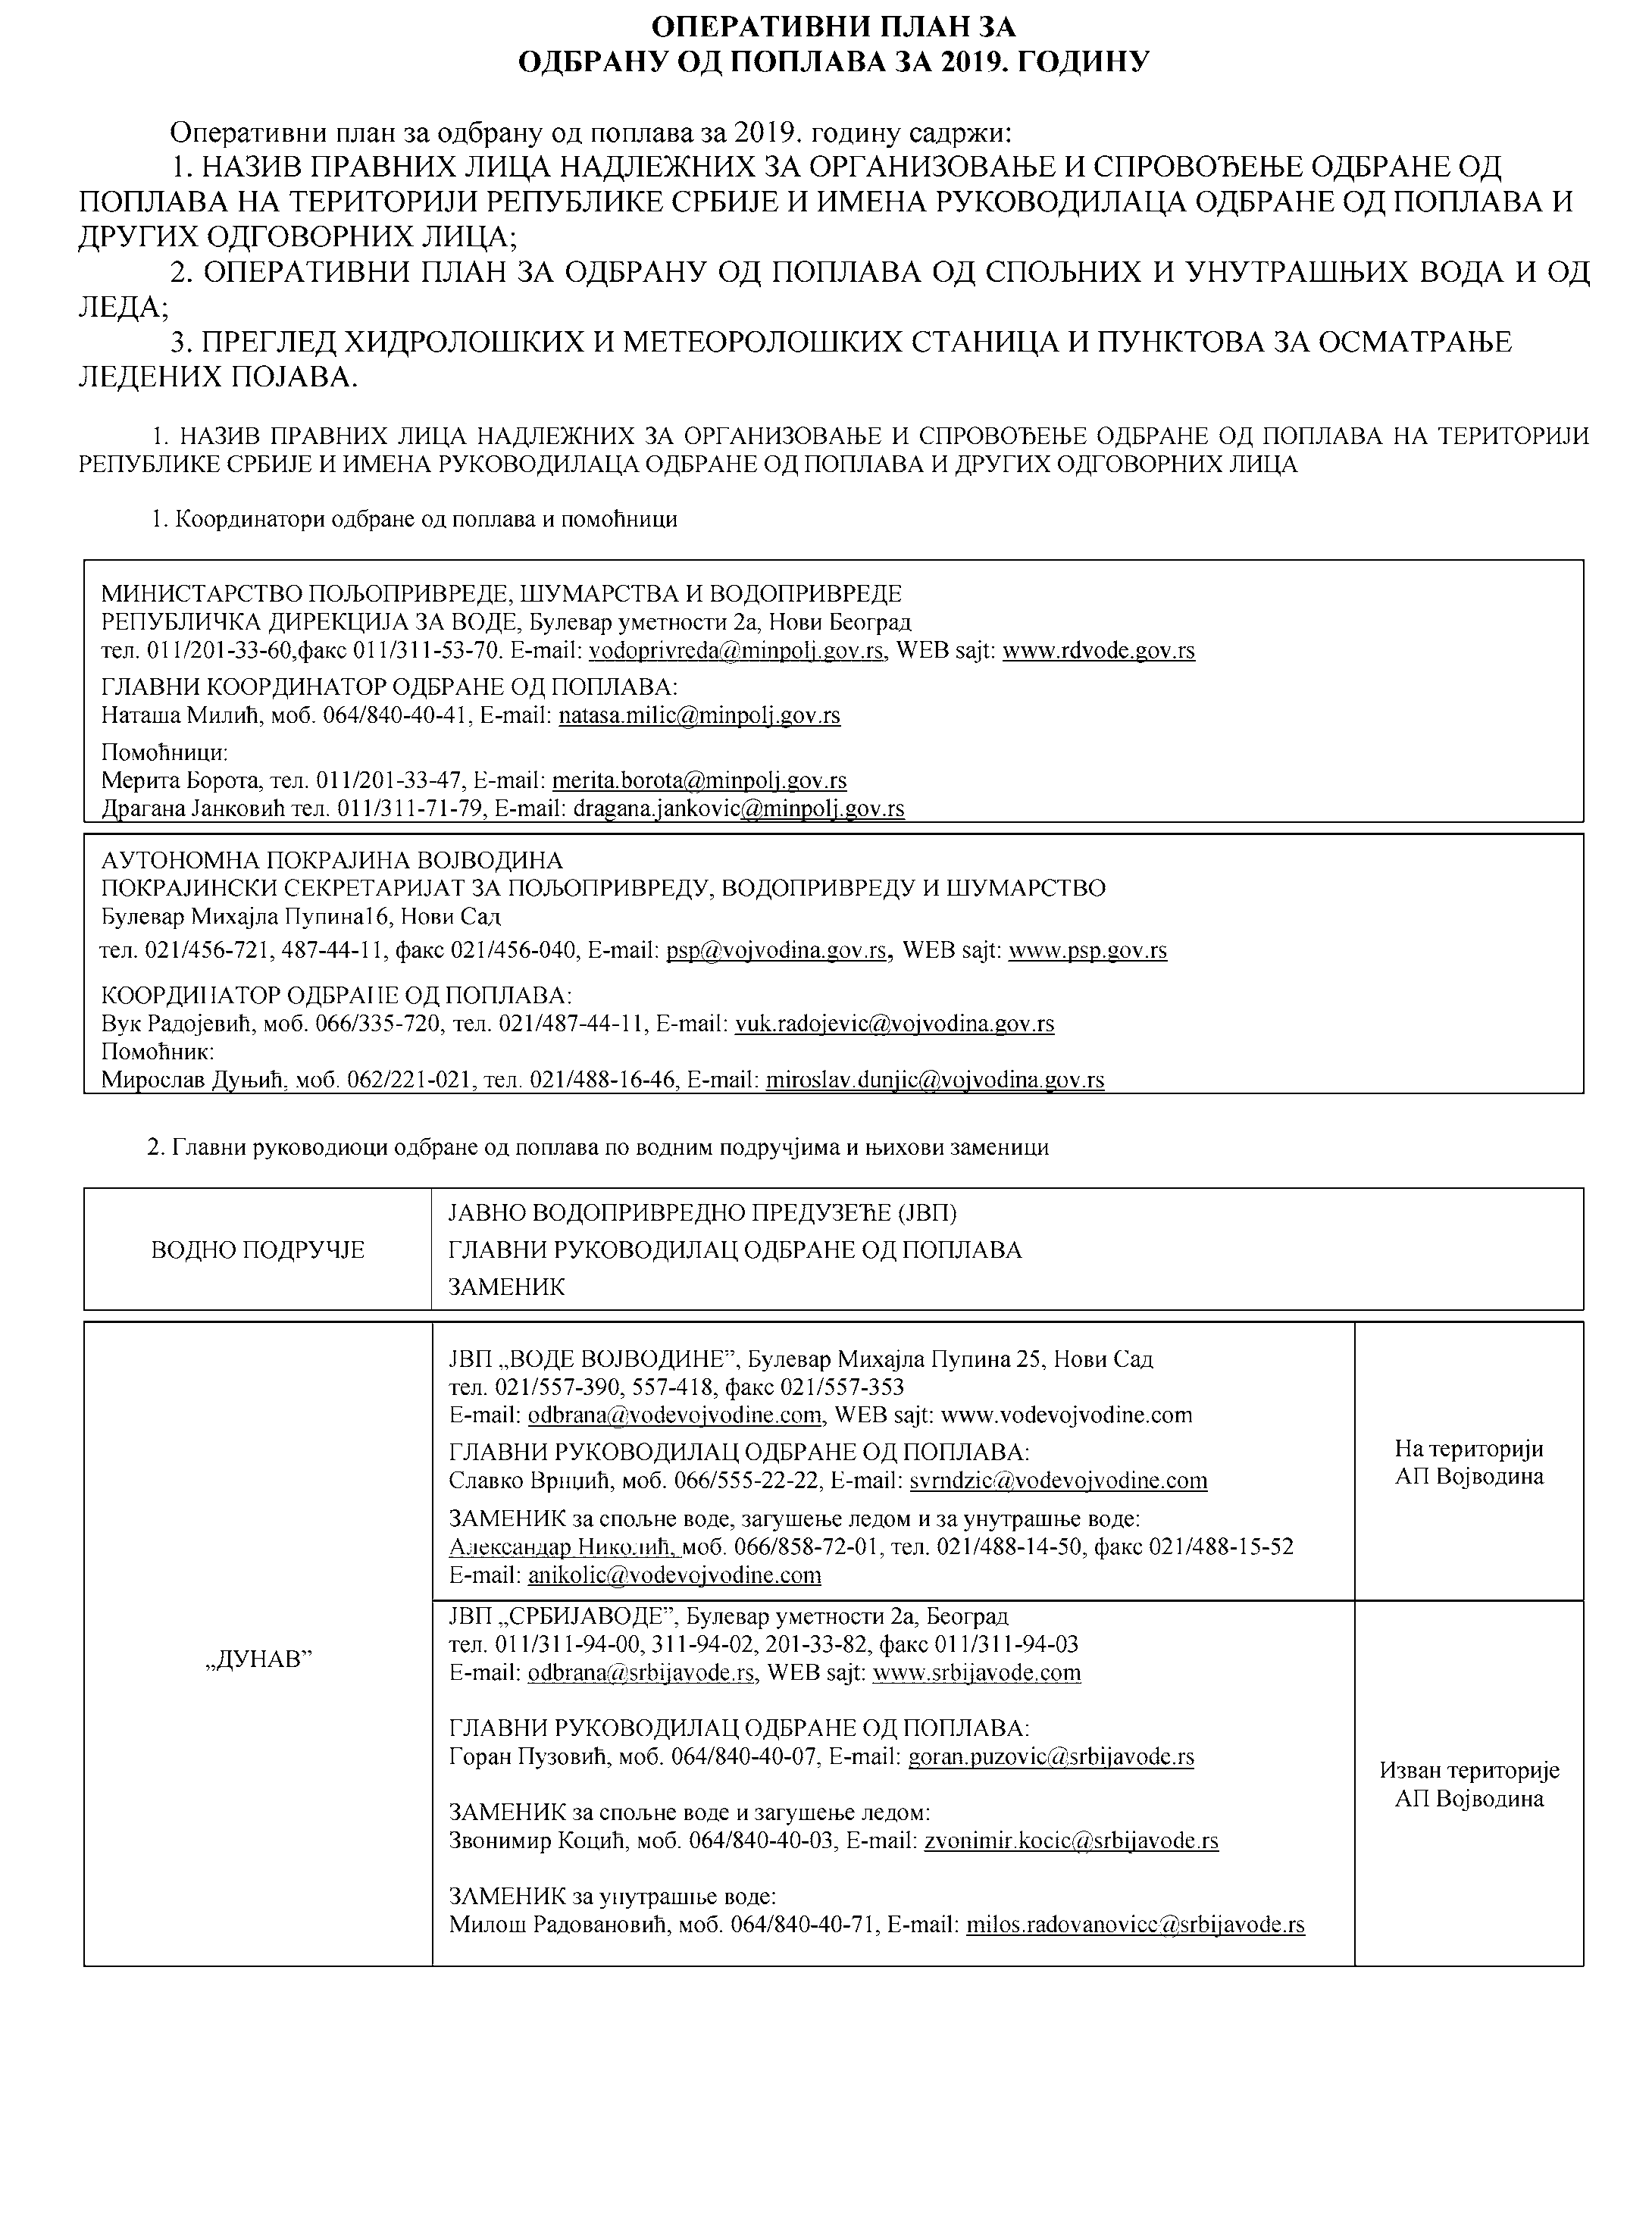 ОПЕРАТИВНИ ПЛАН ЗА
ОДБРАНУ ОД ПОПЛАВА ЗА 2019. ГОДИНУ
Оперативни план за одбрану од поплава за 2019. годину садржи:
1. НАЗИВ ПРАВНИХ ЛИЦА НАДЛЕЖНИХ ЗА ОРГАНИЗОВАЊЕ И СПРОВОЂЕЊЕ ОДБРАНЕ ОД
ПОПЛАВА НА ТЕРИТОРИЈИ РЕПУБЛИКЕ СРБИЈЕ И ИМЕНА РУКОВОДИЛАЦА ОДБРАНЕ ОД ПОПЛАВА И
ДРУГИХ ОДГОВОРНИХ ЛИЦА;
2. ОПЕРАТИВНИ ПЛАН ЗА ОДБРАНУ ОД ПОПЛАВА ОД СПОЉНИХ И УНУТРАШЊИХ ВОДА И ОД
ЛЕДА;
3. ПРЕГЛЕД ХИДРОЛОШКИХ И МЕТЕОРОЛОШКИХ СТАНИЦА И ПУНКТОВА ЗА ОСМАТРАЊЕ
ЛЕДЕНИХ ПОЈАВА.
1. НАЗИВ ПРАВНИХ ЛИЦА НАДЛЕЖНИХ ЗА ОРГАНИЗОВАЊЕ И СПРОВОЂЕЊЕ ОДБРАНЕ ОД ПОПЛАВА НА ТЕРИТОРИЈИ
РЕПУБЛИКЕ СРБИЈЕ И ИМЕНА РУКОВОДИЛАЦА ОДБРАНЕ ОД ПОПЛАВА И ДРУГИХ ОДГОВОРНИХ ЛИЦА
1. Координатори одбране од поплава и помоћници
МИНИСТАРСТВО ПОЉОПРИВРЕДЕ, ШУМАРСТВА И ВОДОПРИВРЕДЕ
РЕПУБЛИЧКА ДИРЕКЦИЈА ЗА ВОДЕ, Булевар уметности 2а, Нови Београд
тел. 011/201-33-60,факс 011/311-53-70. E-mail: vodoprivreda@minpolj.gov.rs, WEB sajt: www.rdvode.gov.rs
ГЛАВНИ КООРДИНАТОР ОДБРАНЕ ОД ПОПЛАВА:
Наташа Милић, моб. 064/840-40-41, E-mail: natasa.milic@minpolj.gov.rs
Помоћници:
Мерита Борота, тел. 011/201-33-47, E-mail: merita.borota@minpolj.gov.rs
Драгана Јанковић тел. 011/311-71-79, E-mail: dragana.jankovic@minpolj.gov.rs
АУТОНОМНА ПОКРАЈИНА ВОЈВОДИНА
ПОКРАЈИНСКИ СЕКРЕТАРИЈАТ ЗА ПОЉОПРИВРЕДУ, ВОДОПРИВРЕДУ И ШУМАРСТВО
Булевар Михајла Пупина16, Нови Сад
тел. 021/456-721, 487-44-11, факс 021/456-040, E-mail: psp@vojvodina.gov.rs, WEB sajt: www.psp.gov.rs
КООРДИНАТОР ОДБРАНЕ ОД ПОПЛАВА:
Вук Радојевић, моб. 066/335-720, тел. 021/487-44-11, E-mail: vuk.radojevic@vojvodina.gov.rs
Помоћник:
Мирослав Дуњић, моб. 062/221-021, тел. 021/488-16-46, E-mail: miroslav.dunjic@vojvodina.gov.rs
2. Главни руководиоци одбране од поплава по водним подручјима и њихови заменици
ВОДНО ПОДРУЧЈЕ
ЈАВНО ВОДОПРИВРЕДНО ПРЕДУЗЕЋЕ (ЈВП)
ГЛАВНИ РУКОВОДИЛАЦ ОДБРАНЕ ОД ПОПЛАВА
ЗАМЕНИК
„ДУНАВ”
ЈВП „ВОДЕ ВОЈВОДИНЕ”, Булевар Михајла Пупина 25, Нови Сад
тел. 021/557-390, 557-418, факс 021/557-353
E-mail: odbrana@vodevojvodine.com, WEB sajt: www.vodevojvodine.com
ГЛАВНИ РУКОВОДИЛАЦ ОДБРАНЕ ОД ПОПЛАВА:
Славко Врнџић, моб. 066/555-22-22, E-mail: svrndzic@vodevojvodine.com
ЗАМЕНИК за спољне воде, загушење ледом и за унутрашње воде:
Александар Николић, моб. 066/858-72-01, тел. 021/488-14-50, факс 021/488-15-52
E-mail: anikolic@vodevojvodine.com
На територији
АП Војводина
ЈВП „СРБИЈАВОДЕ”, Булевар уметности 2а, Београд
тел. 011/311-94-00, 311-94-02, 201-33-82, факс 011/311-94-03
E-mail: odbrana@srbijavode.rs, WEB sajt: www.srbijavode.com
ГЛАВНИ РУКОВОДИЛАЦ ОДБРАНЕ ОД ПОПЛАВА:
Горан Пузовић, моб. 064/840-40-07, E-mail: goran.puzovic@srbijavode.rs
ЗАМЕНИК за спољне воде и загушење ледом:
Звонимир Коцић, моб. 064/840-40-03, E-mail: zvonimir.kocic@srbijavode.rs
ЗАМЕНИК за унутрашње воде:
Милош Радовановић, моб. 064/840-40-71, E-mail: milos.radovanovicc@srbijavode.rs
Изван територије
АП Војводина